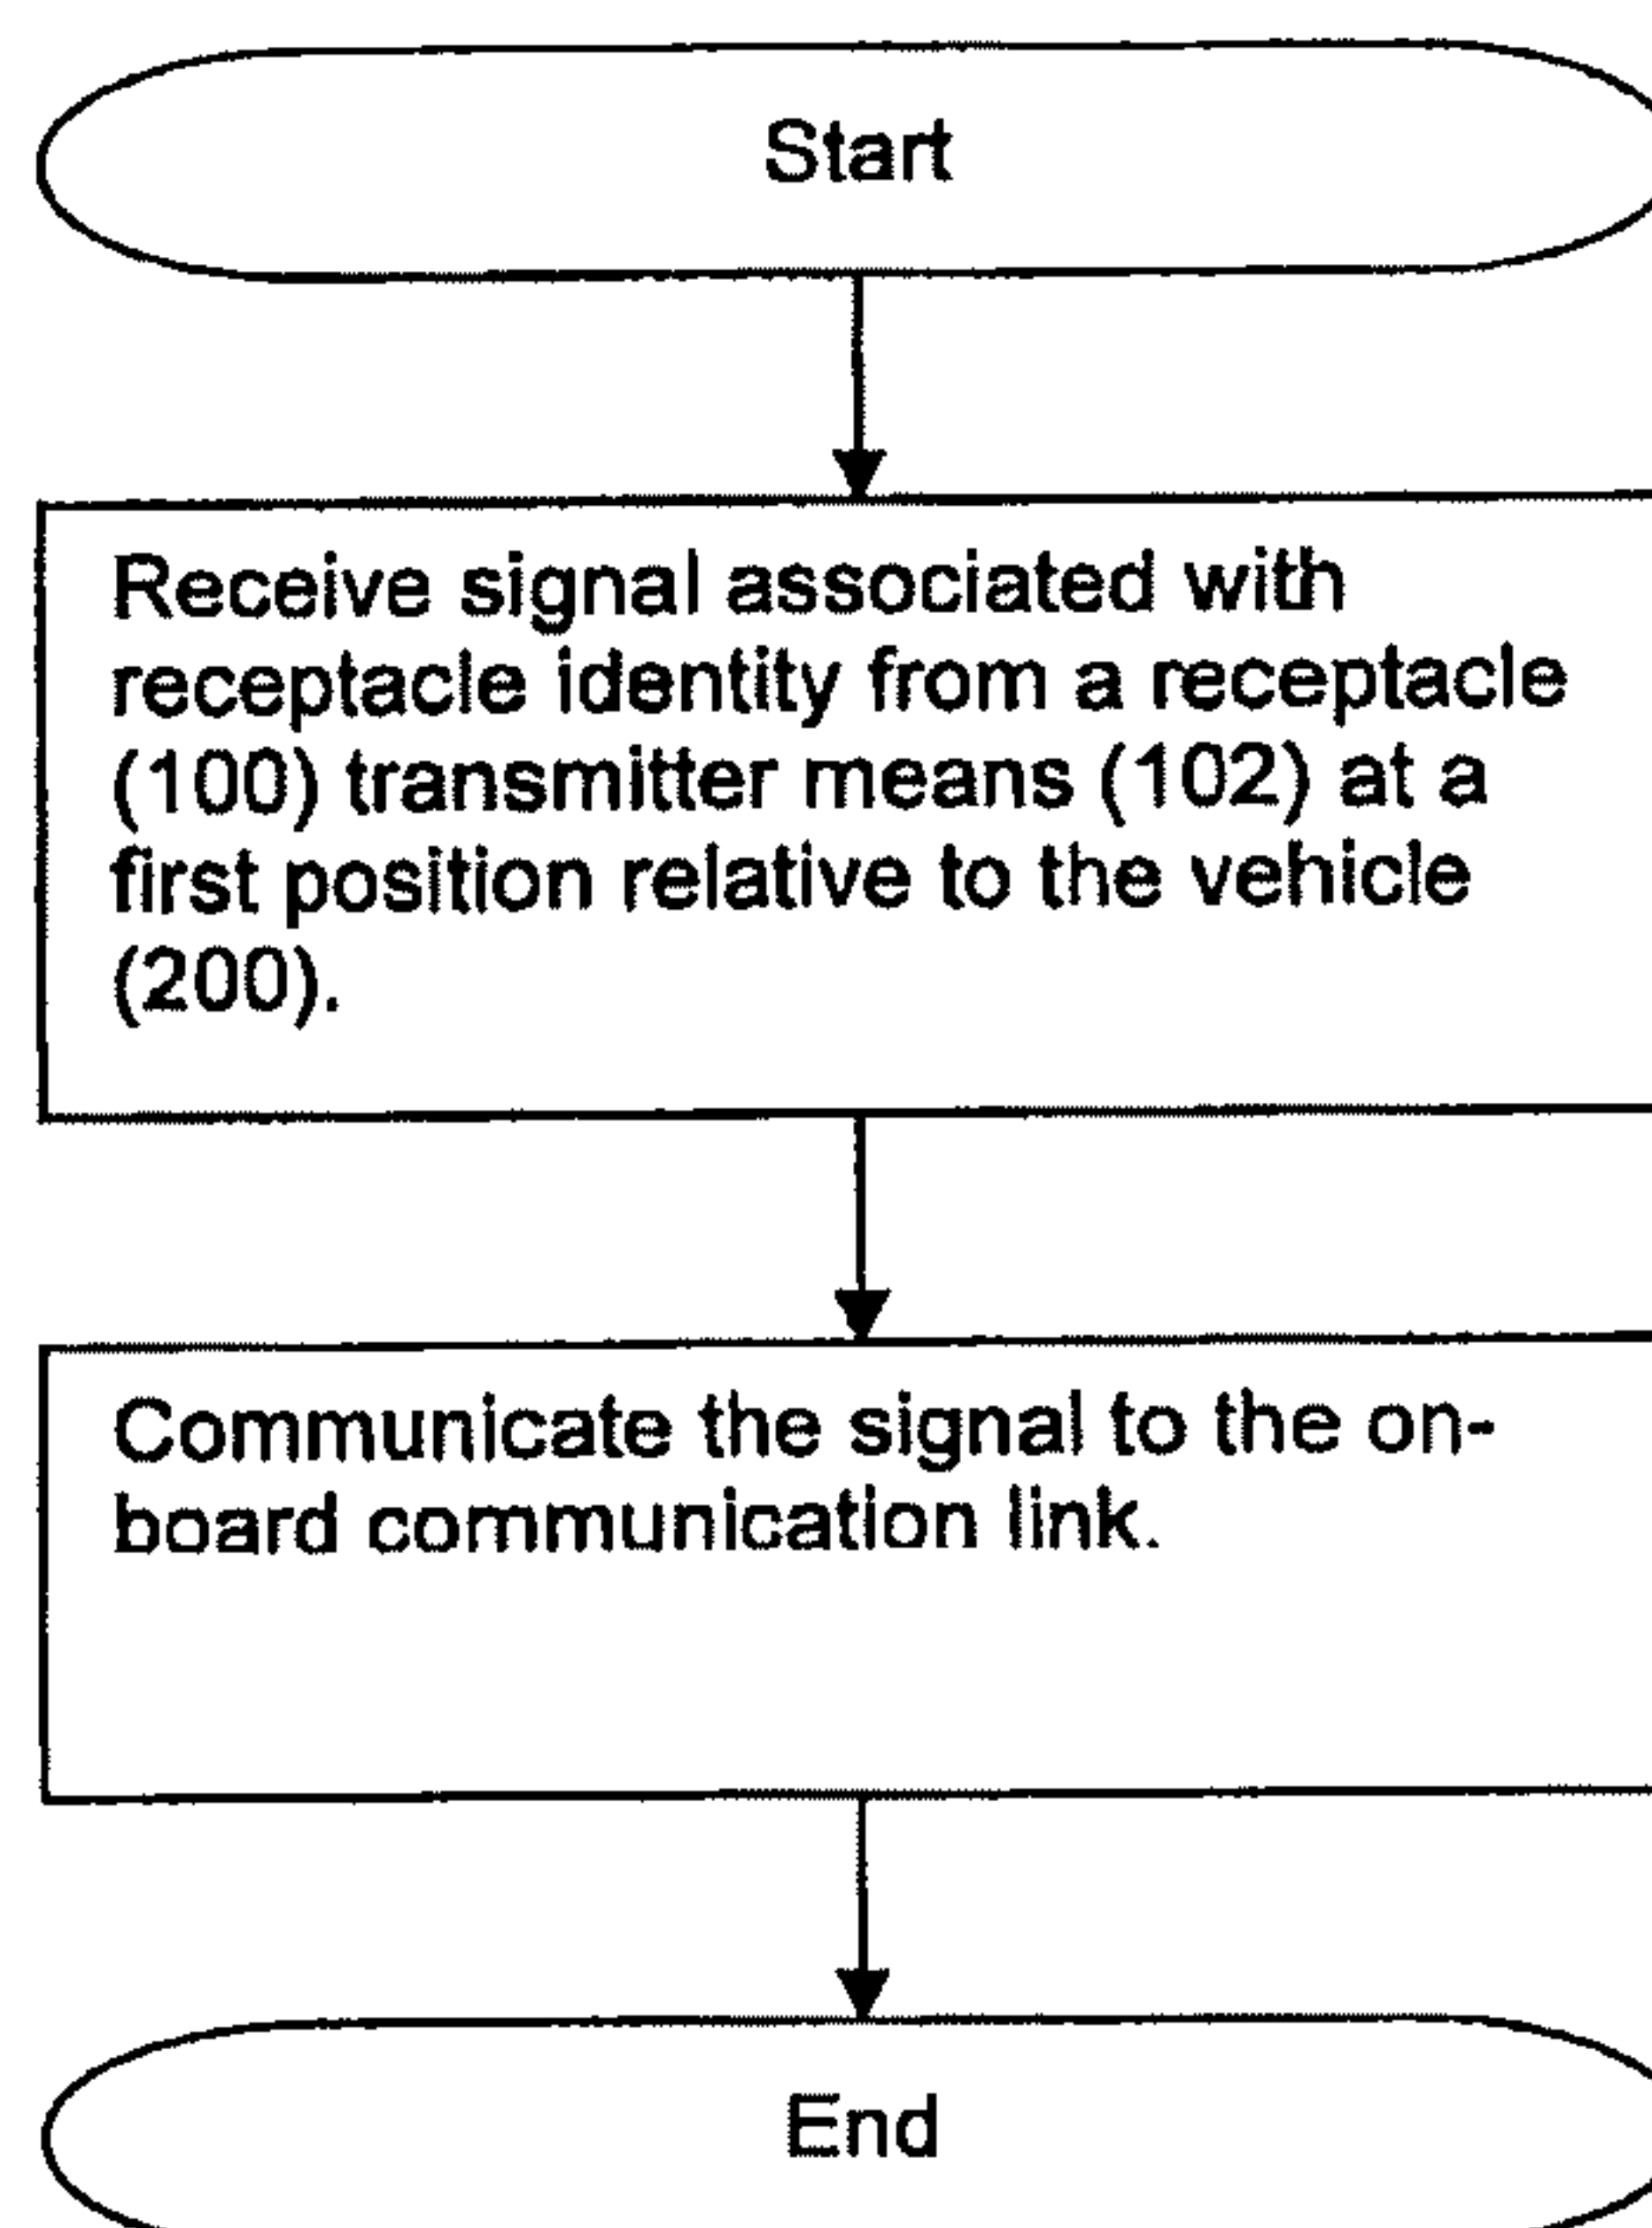 Start
Receive signal associated with
receptacle identity from a receptacle
(100) transmitter means (102) at a
first position relative to the vehicle
(200).
Communicate the signal to the on-
board communication link.
End